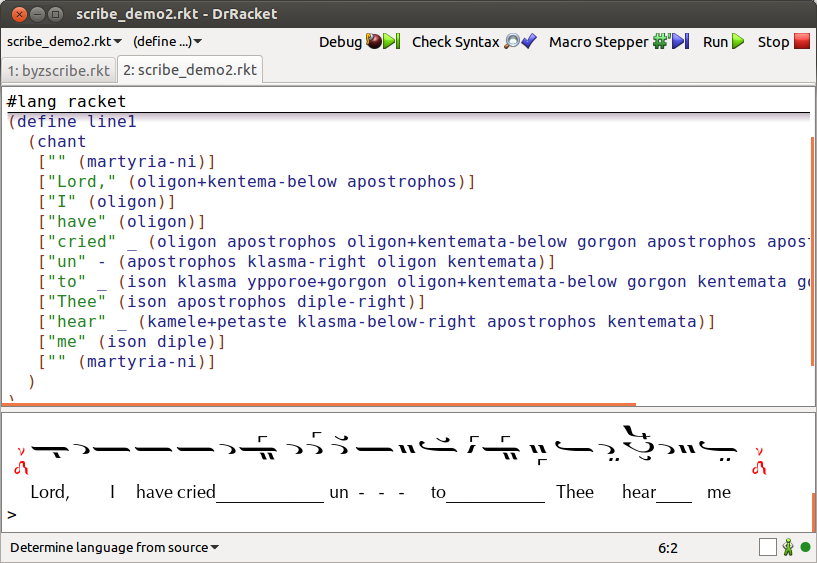 scribe_demo2.rkt - DrRacket
scribe_demo2.rkt (define ...) Debug Check Syntax Macro Stepper Run Stop
1: byzscribe.rkt 2: scribe_demo2.rkt
#lang racket
(define line1
(chant
["" (martyria-ni)]
["Lord," (oligon+kentema-below apostrophos)]
["I" (oligon)]
["have" (oligon)]
["cried" _ (oligon apostrophos oligon+kentemata-below gorgon apostrophos apost
["un" - (apostrophos klasma-right oligon kentemata)]
["to" _ (ison klasma ypporoe+gorgon oligon+kentemata-below gorgon kentemata go
["Thee" (ison apostrophos diple-right)]
["hear" _ (kamele+petaste klasma-below-right apostrophos kentemata)]
["me" (ison diple)]
["" (martyria-ni)]
)
)
Lord, I have cried____________ un - - - to___________ Thee hear____ me
>
Determine language from source 6:2